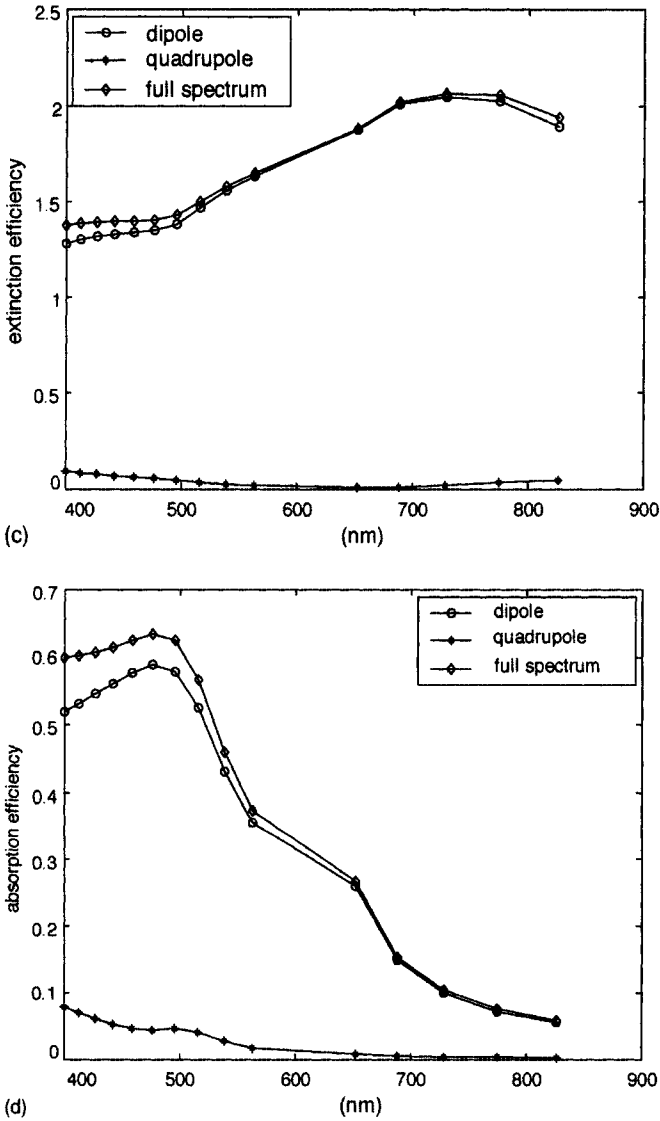 2.5
dipole
quadrupole
full spectrum
2
1.5
1
0.5
0
extinction efficiency
400 500 600 700 800 900
(c) (nm)
0.7
dipole
quadrupole
full spectrum
0.6
0.5
0.4
0.3
0.2
0.1
0
absorption efficiency
400 500 600 700 800 900
(d) (nm)